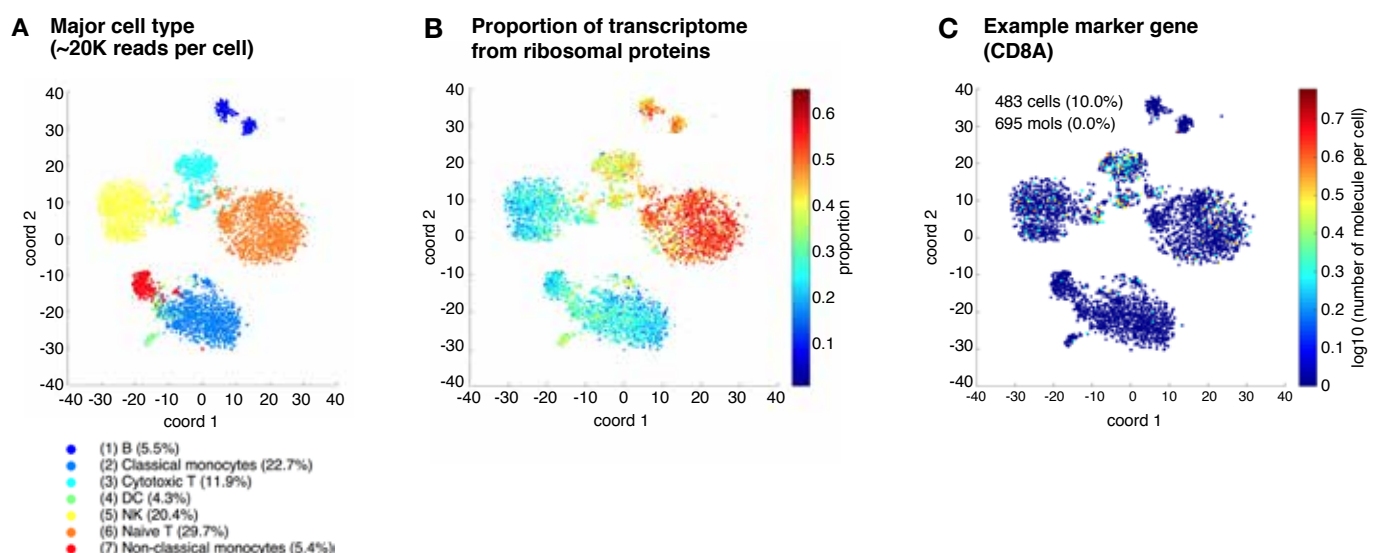 A Major cell type
(~20K reads per cell)
B Proportion of transcriptome
from ribosomal proteins
C Example marker gene
(CD8A)
40
30
20
10
0
-10
-20
-30
-40
coord 2
-40 -30 -20 -10 0 10 20 30 40
coord 1
40
30
20
10
0
-10
-20
-30
-40
coord 2
-40 -30 -20 -10 0 10 20 30 40
coord 1
0.6
0.5
0.4
0.3
0.2
0.1
proportion
483 cells (10.0%)
695 mols (0.0%)
40
30
20
10
0
-10
-20
-30
-40
coord 2
-40 -30 -20 -10 0 10 20 30 40
coord 1
0.7
0.6
0.5
0.4
0.3
0.2
0.1
0
log10 (number of molecule per cell)
(1) B (5.5%)
(2) Classical monocytes (22.7%)
(3) Cytotoxic T (11.9%)
(4) DC (4.3%)
(5) NK (20.4%)
(6) Naive T (29.7%)
(7) Non-classical monocytes (5.4%)